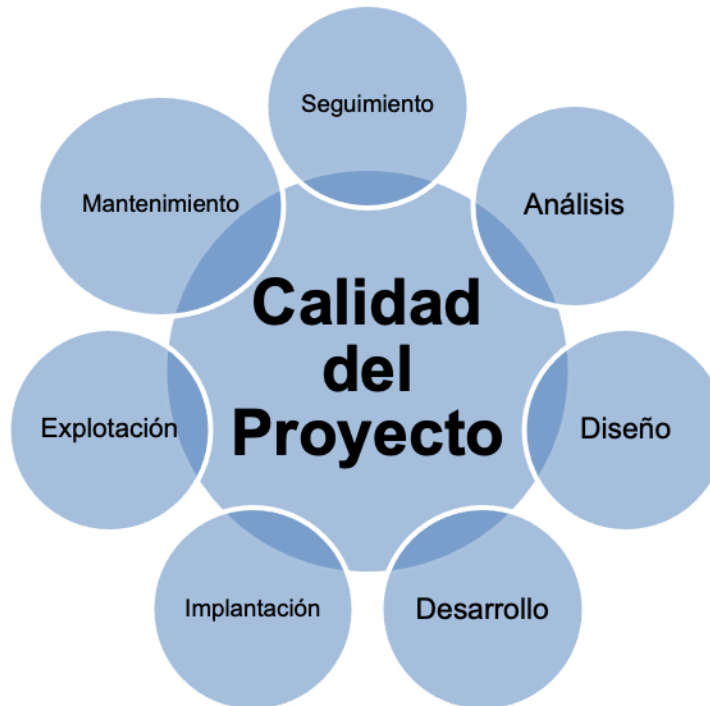 Seguimiento
Análisis
Diseño
Desarrollo
Implantación
Explotación
Mantenimiento
Calidad
del
Proyecto